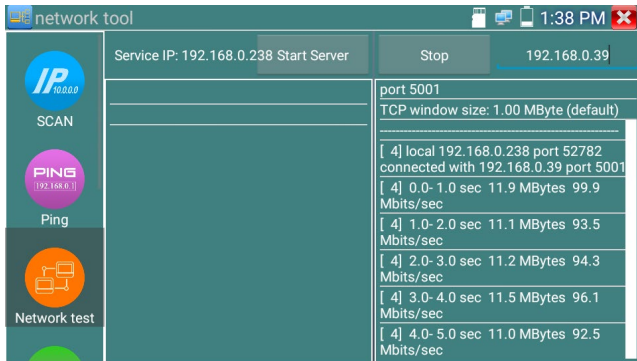 network tool
1:38 PM
Service IP: 192.168.0.238 Start Server
Stop
192.168.0.39
IP
10.0.0.0
SCAN
PING
192.168.0.1
Ping
Network test
port 5001
TCP window size: 1.00 MByte (default)
------------------------------------------------------------
[ 4] local 192.168.0.238 port 52782
connected with 192.168.0.39 port 5001
[ 4] 0.0- 1.0 sec 11.9 MBytes 99.9
Mbits/sec
[ 4] 1.0- 2.0 sec 11.1 MBytes 93.5
Mbits/sec
[ 4] 2.0- 3.0 sec 11.2 MBytes 94.3
Mbits/sec
[ 4] 3.0- 4.0 sec 11.5 MBytes 96.1
Mbits/sec
[ 4] 4.0- 5.0 sec 11.0 MBytes 92.5
Mbits/sec